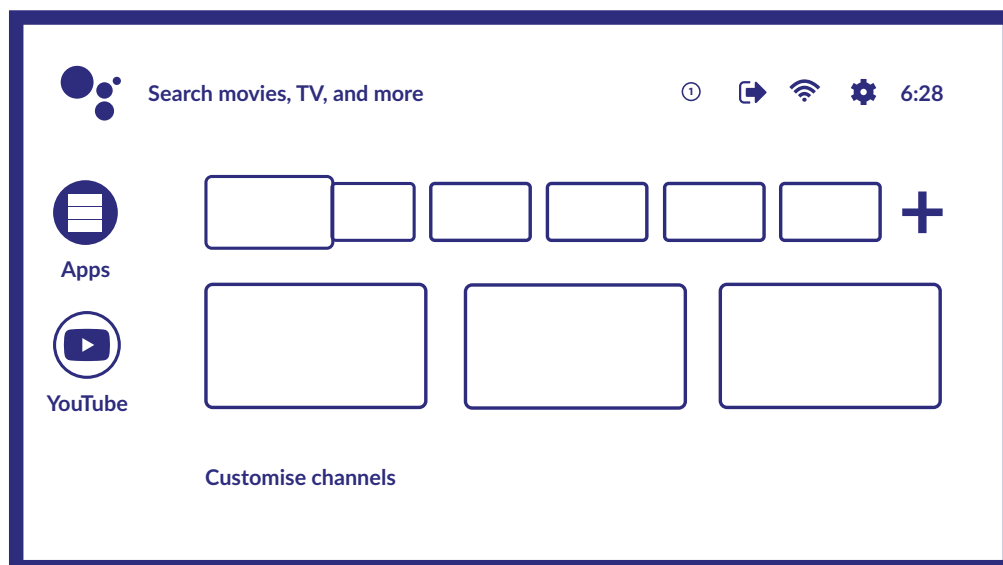 Search movies, TV, and more
1
6:28
Apps
YouTube
Customise channels